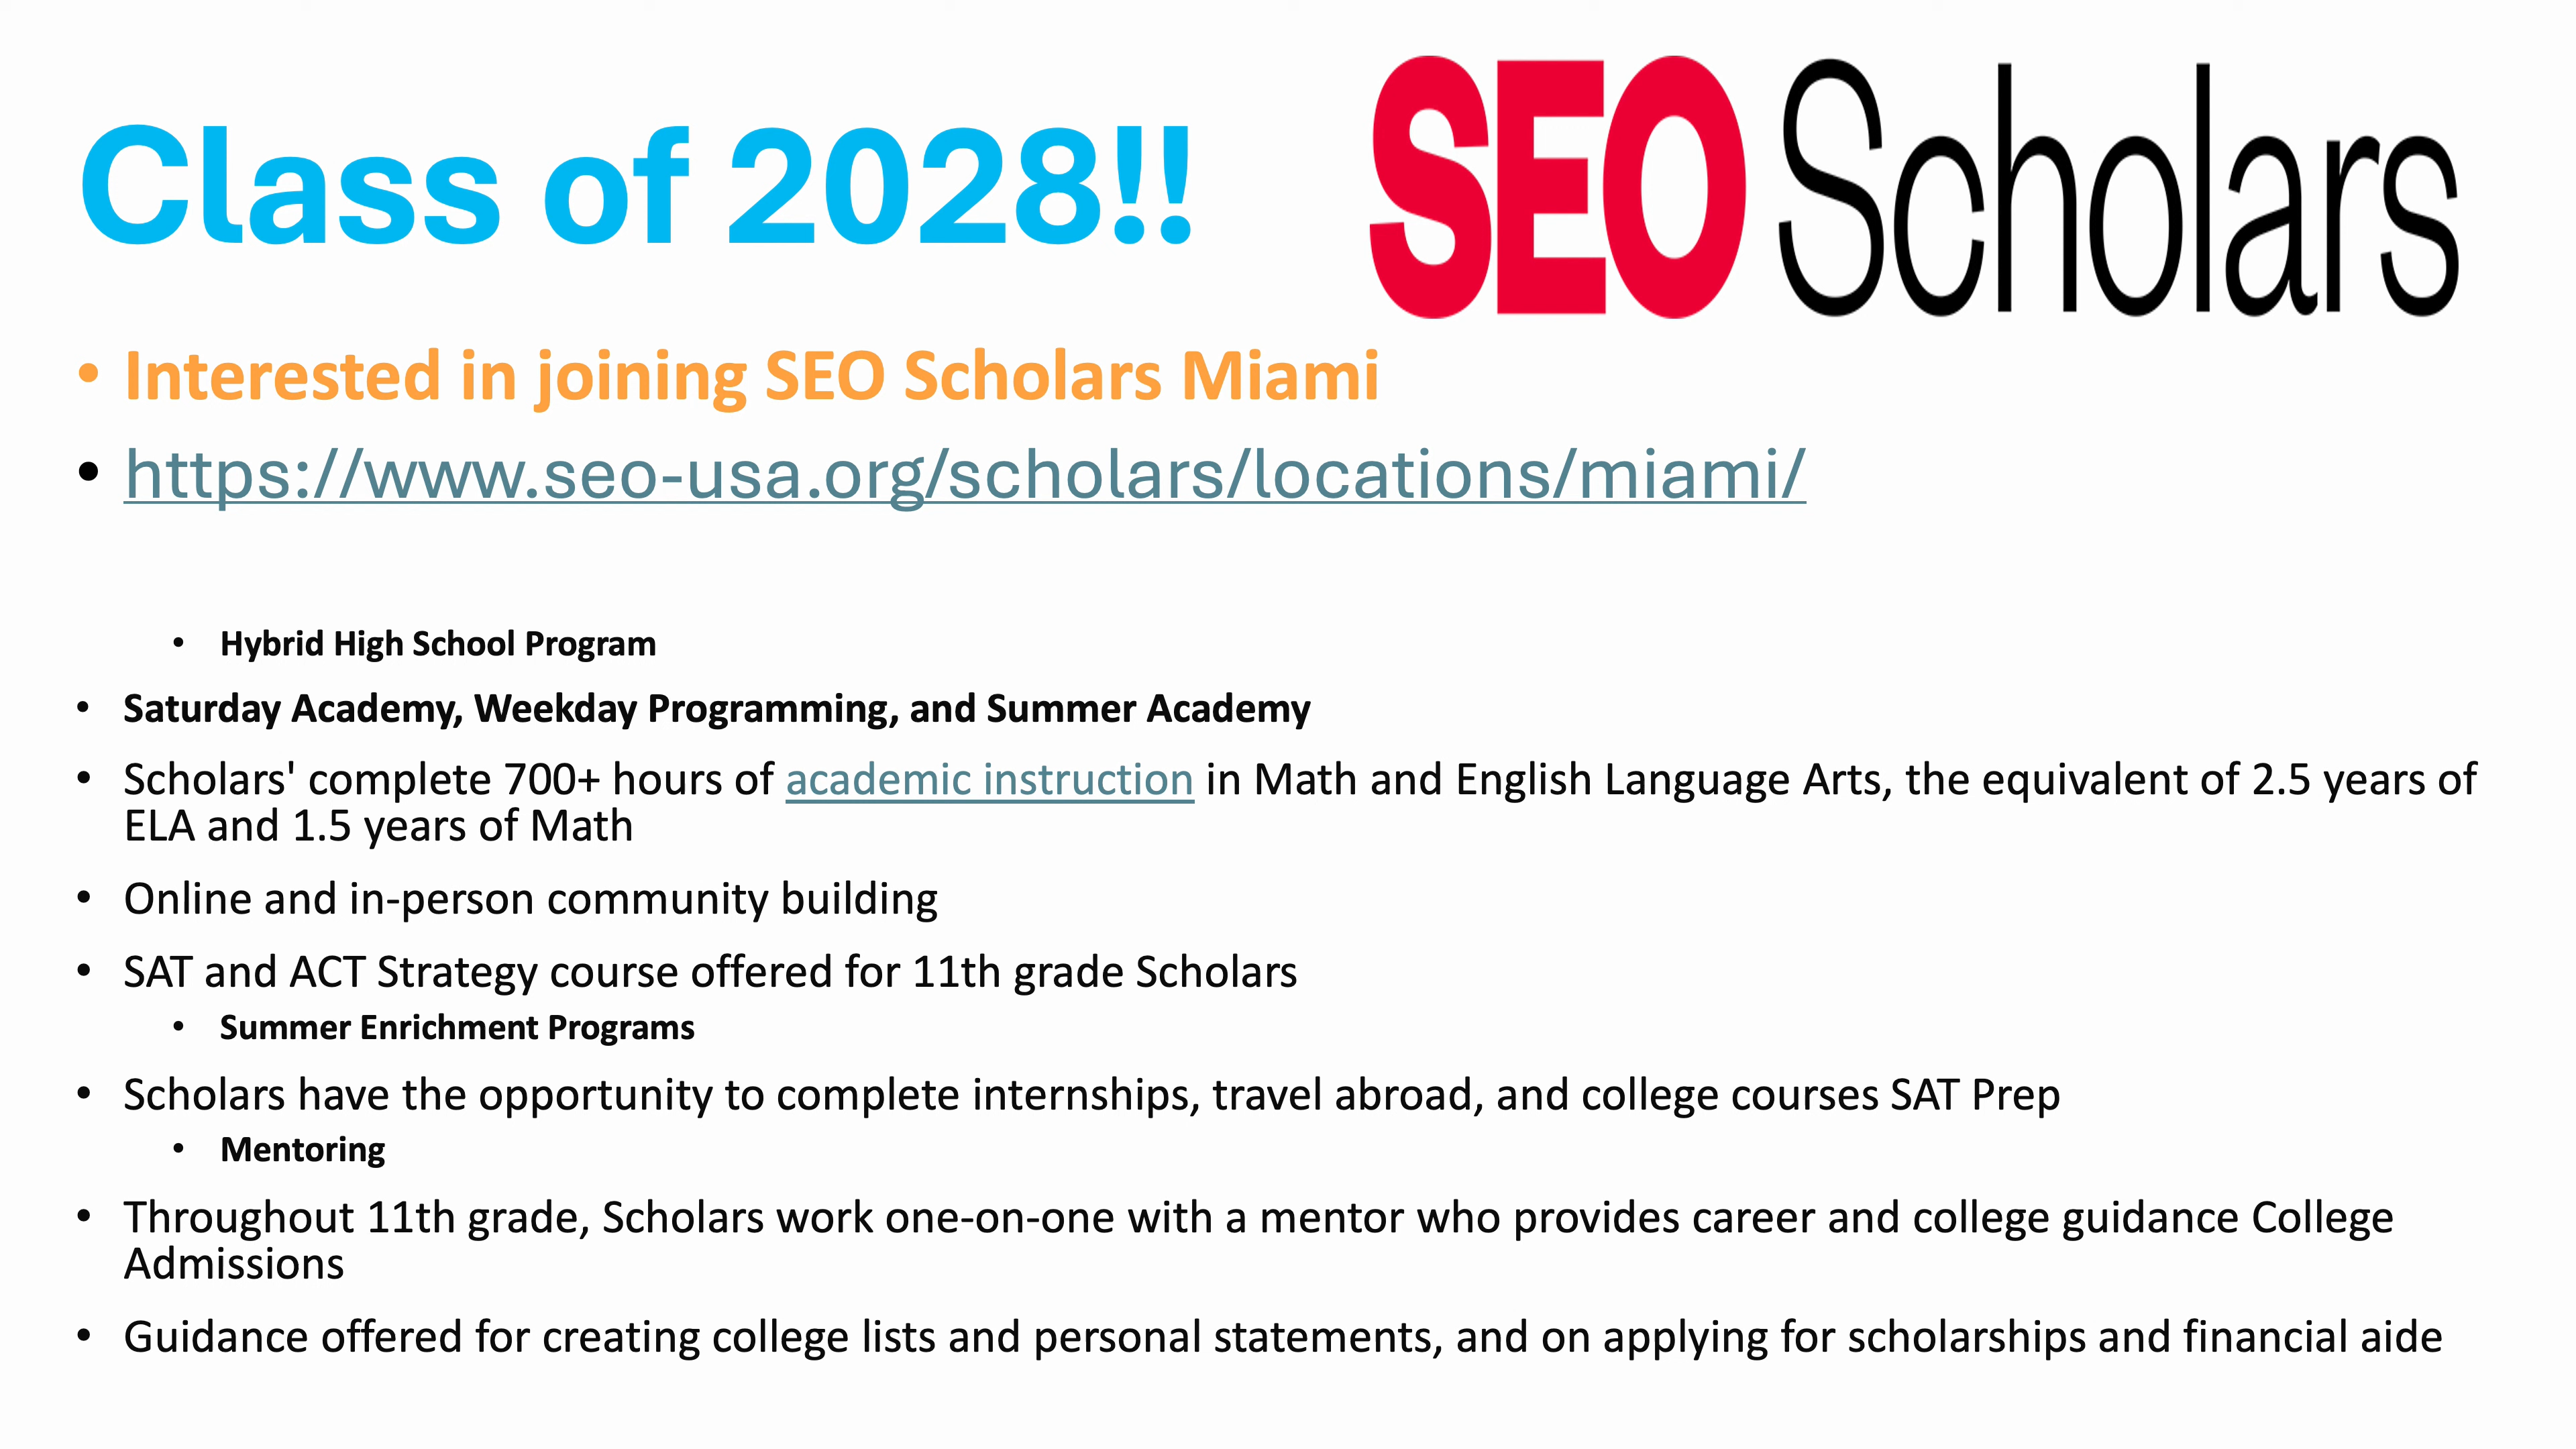 Class of 2028!!
SEO Scholars
• Interested in joining SEO Scholars Miami
• https://www.seo-usa.org/scholars/locations/miami/
• Hybrid High School Program
• Saturday Academy, Weekday Programming, and Summer Academy
• Scholars' complete 700+ hours of academic instruction in Math and English Language Arts, the equivalent of 2.5 years of
ELA and 1.5 years of Math
• Online and in-person community building
• SAT and ACT Strategy course offered for 11th grade Scholars
• Summer Enrichment Programs
• Scholars have the opportunity to complete internships, travel abroad, and college courses SAT Prep
• Mentoring
• Throughout 11th grade, Scholars work one-on-one with a mentor who provides career and college guidance College
Admissions
• Guidance offered for creating college lists and personal statements, and on applying for scholarships and financial aide